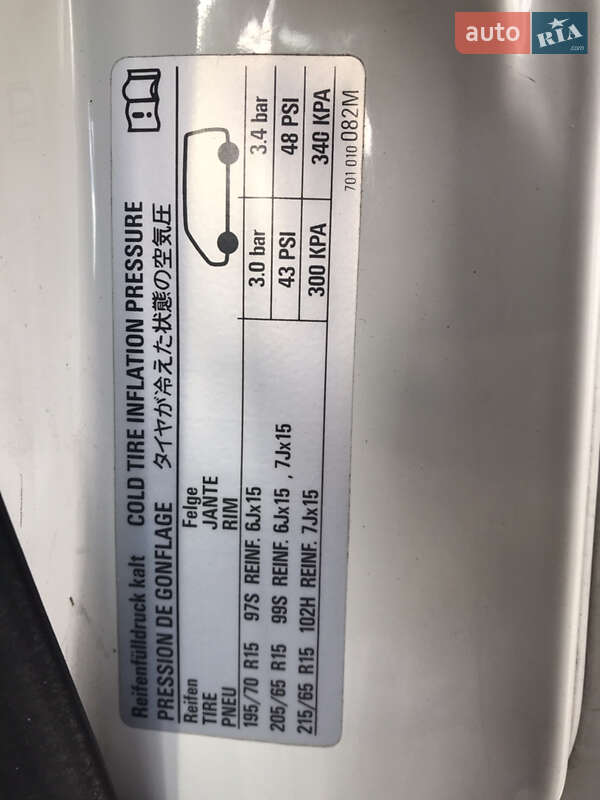 auto RIA.com
Reifenfülldruck kalt COLD TIRE INFLATION PRESSURE
PRESSION DE GONFLAGE タイヤが冷えた状態の空気圧
Reifen Felge
TIRE JANTE
PNEU RIM
195/70 R15 97S REINF. 6Jx15 3.0 bar 3.4 bar
205/65 R15 99S REINF. 6Jx15 , 7Jx15 43 PSI 48 PSI
215/65 R15 102H REINF. 7Jx15 300 KPA 340 KPA
701 010 082M